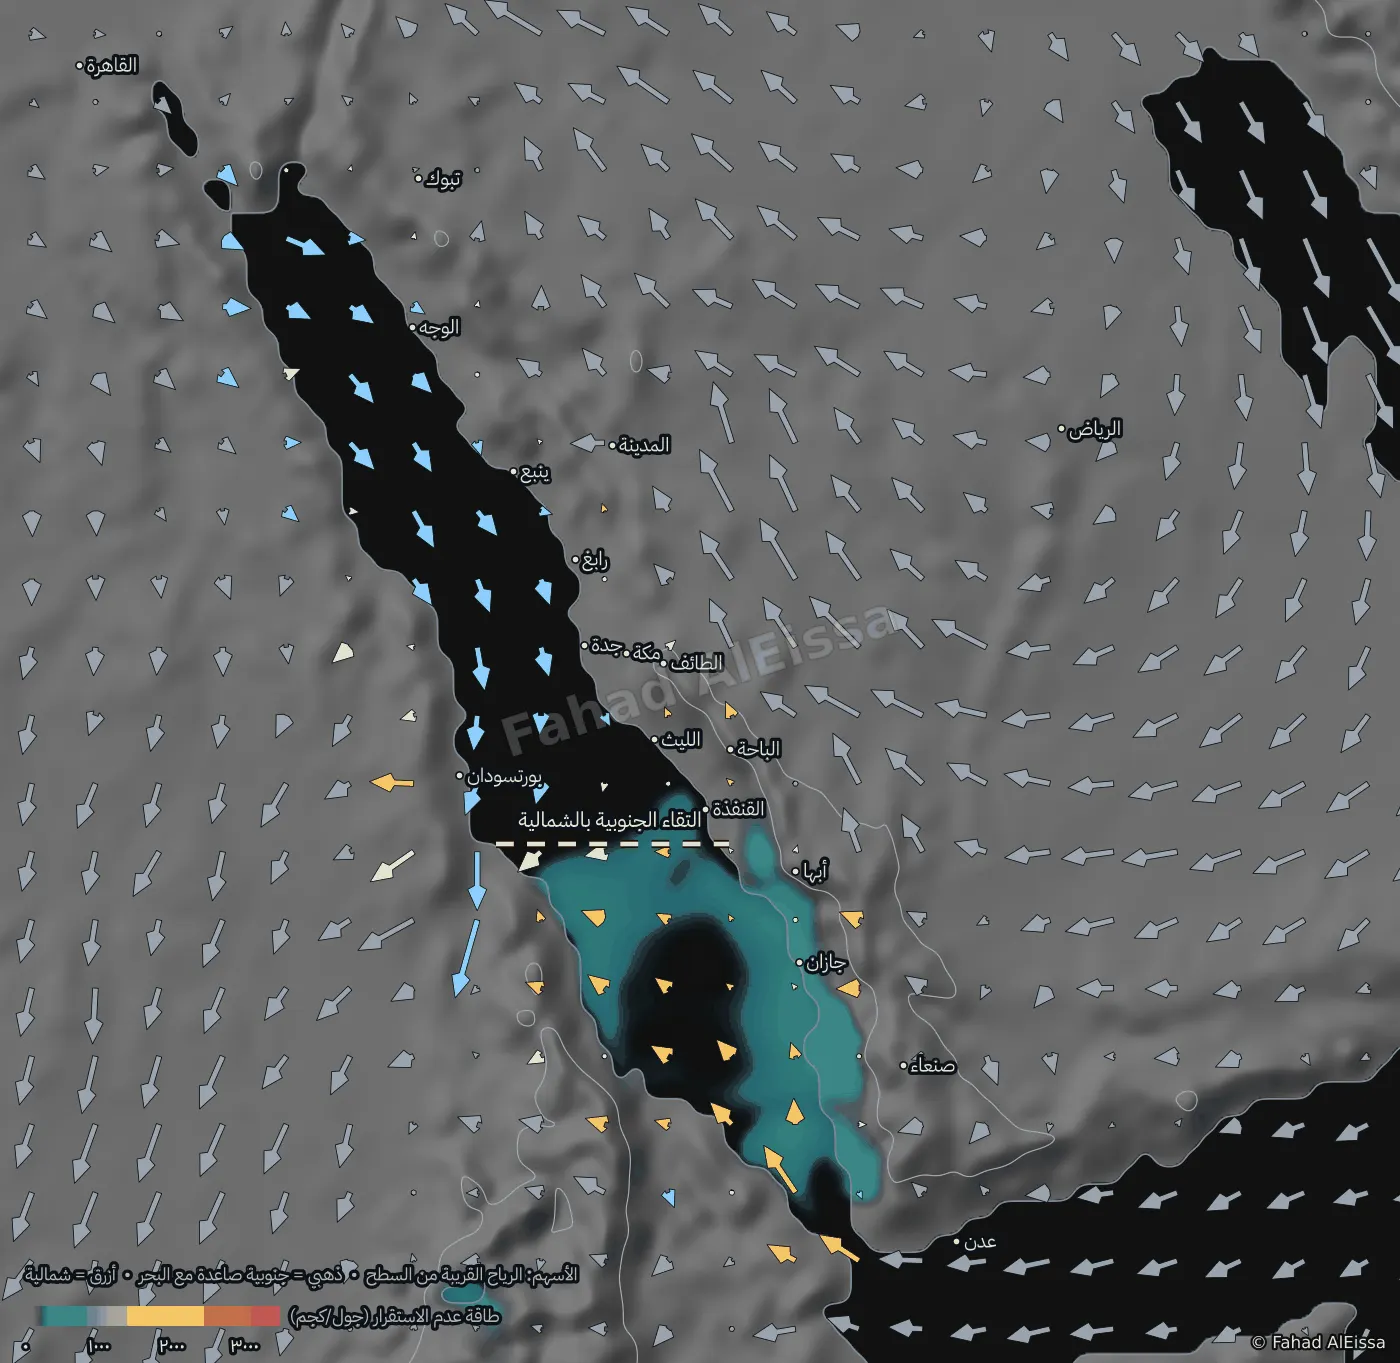 القاهرة
تبوك
الوجه
الرياض
المدينة
ينبع
رابغ
جدة
مكة
الطائف
Fahad AlEissa
الليث
الباحة
بورتسودان
القنفذة
التقاء الجنوبية بالشمالية
أبها
جازان
صنعاء
عدن
الأسهم: الرياح القريبة من السطح • ذهبي = جنوبية صاعدة مع البحر • أزرق = شمالية
طاقة عدم الاستقرار (جول/كجم)
٠ ١٠٠٠ ٢٠٠٠ ٣٠٠٠
© Fahad AlEissa